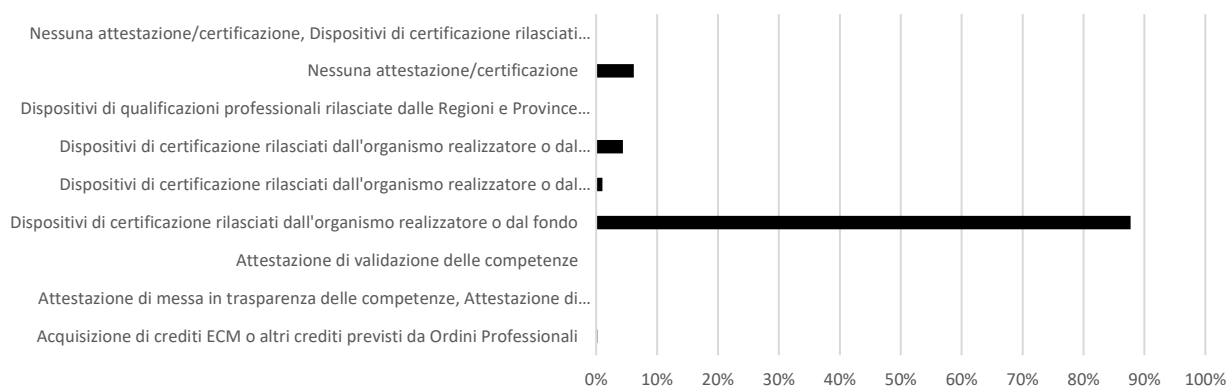 Nessuna attestazione/certificazione, Dispositivi di certificazione rilasciati…
Nessuna attestazione/certificazione
Dispositivi di qualificazioni professionali rilasciate dalle Regioni e Province…
Dispositivi di certificazione rilasciati dall'organismo realizzatore o dal…
Dispositivi di certificazione rilasciati dall'organismo realizzatore o dal…
Dispositivi di certificazione rilasciati dall'organismo realizzatore o dal fondo
Attestazione di validazione delle competenze
Attestazione di messa in trasparenza delle competenze, Attestazione di…
Acquisizione di crediti ECM o altri crediti previsti da Ordini Professionali
0% 10% 20% 30% 40% 50% 60% 70% 80% 90% 100%